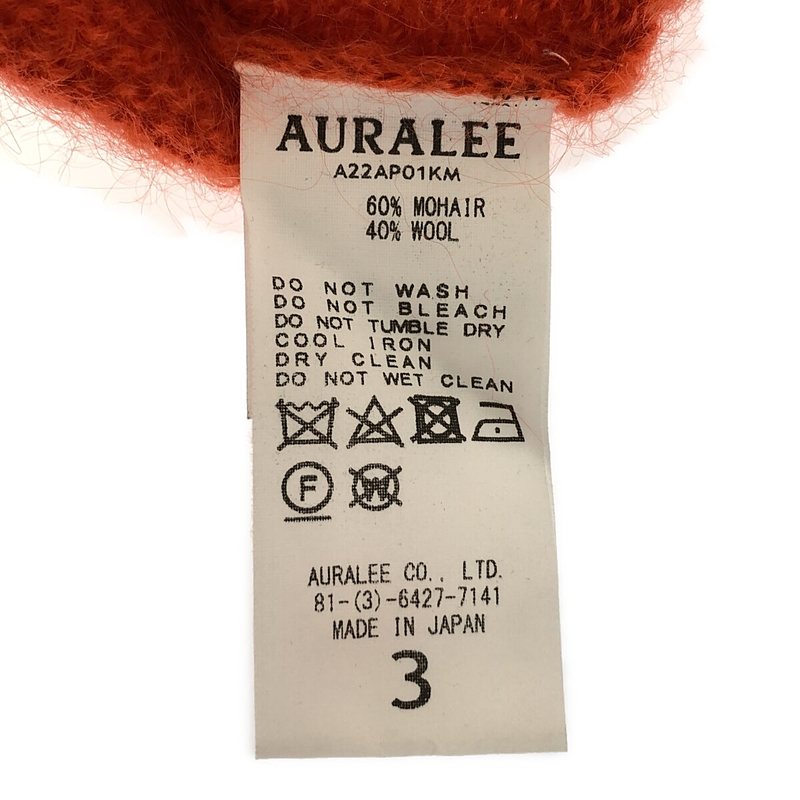 AURALEE
A22AP01KM
60% MOHAIR
40% WOOL
DO NOT WASH
DO NOT BLEACH
DO NOT TUMBLE DRY
COOL IRON
DRY CLEAN
DO NOT WET CLEAN
F W
AURALEE CO., LTD.
81-(3)-6427-7141
MADE IN JAPAN
3